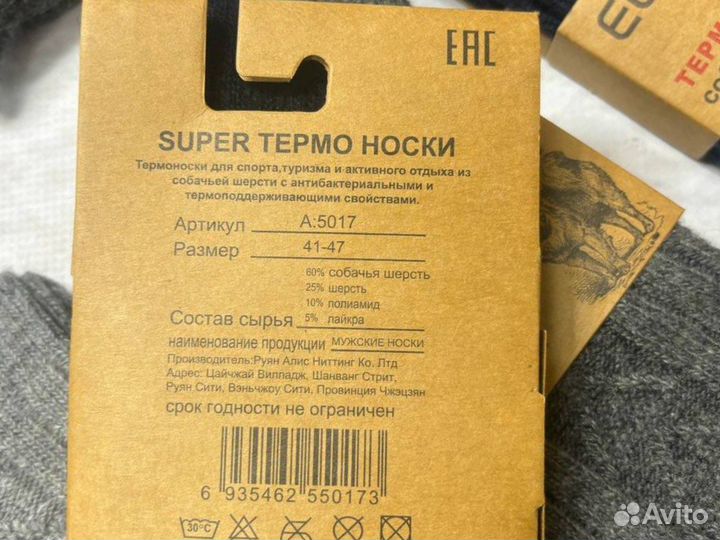 EAC
SUPER ТЕРМО НОСКИ
Термоноски для спорта,туризма и активного отдыха из
собачьей шерсти с антибактериальными и
термоподдерживающими свойствами.
Артикул A:5017
Размер 41-47
60% собачья шерсть
25% шерсть
10% полиамид
Состав сырья 5% лайкра
наименование продукции МУЖСКИЕ НОСКИ
Производитель:Руян Алис Ниттинг Ко. Лтд
Адрес: Цайчжай Вилладж, Шанванг Стрит,
Руян Сити, Вэньчжоу Сити, Провинция Чжэцзян
срок годности не ограничен
6 935462 550173
30°C
Avito